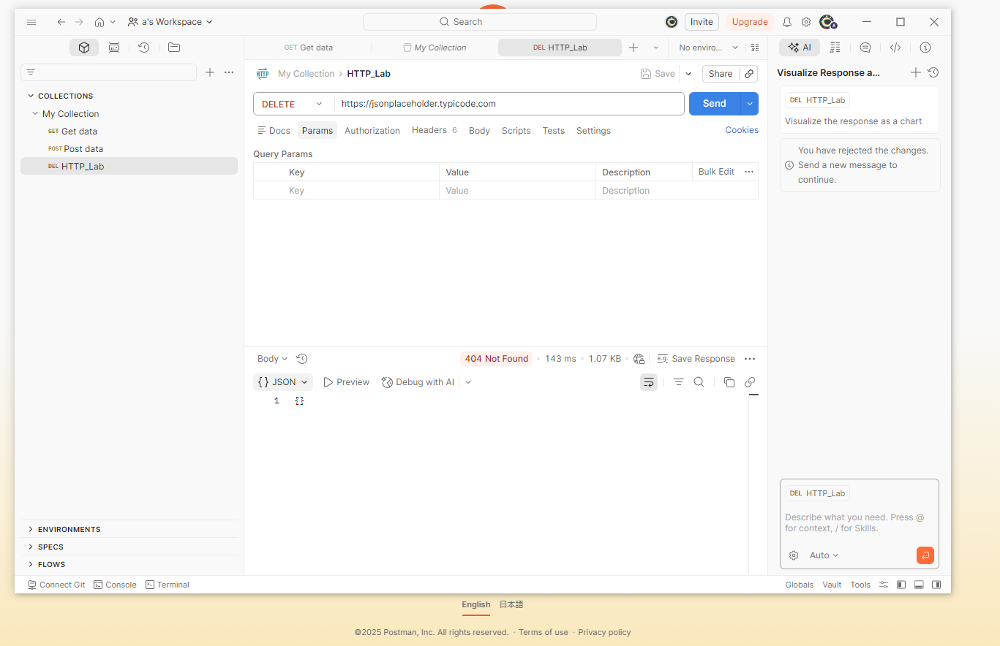 a's Workspace
Search
Invite
Upgrade
A
GET Get data
My Collection
DEL HTTP_Lab
No enviro...
AI
HTTP
My Collection > HTTP_Lab
Save
Share
Visualize Response a...
COLLECTIONS
My Collection
GET Get data
POST Post data
DEL HTTP_Lab
DELETE
https://jsonplaceholder.typicode.com
Send
Docs
Params
Authorization
Headers 6
Body
Scripts
Tests
Settings
Cookies
Query Params
Key
Value
Description
Bulk Edit
Key
Value
Description
DEL HTTP_Lab
Visualize the response as a chart
You have rejected the changes.
Send a new message to
continue.
Body
404 Not Found
143 ms
1.07 KB
e.g. Save Response
{} JSON
Preview
Debug with AI
1 {}
ENVIRONMENTS
SPECS
FLOWS
DEL HTTP_Lab
Describe what you need. Press @
for context, / for Skills.
Auto
Connect Git
Console
Terminal
Globals
Vault
Tools
English
日本語
©2025 Postman, Inc. All rights reserved. · Terms of use · Privacy policy